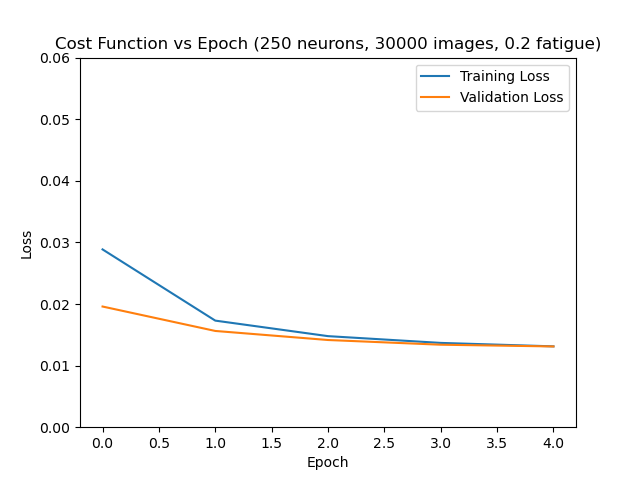 Cost Function vs Epoch (250 neurons, 30000 images, 0.2 fatigue)
Training Loss
Validation Loss
0.06
0.05
0.04
0.03
0.02
0.01
0.00
Loss
0.0 0.5 1.0 1.5 2.0 2.5 3.0 3.5 4.0
Epoch